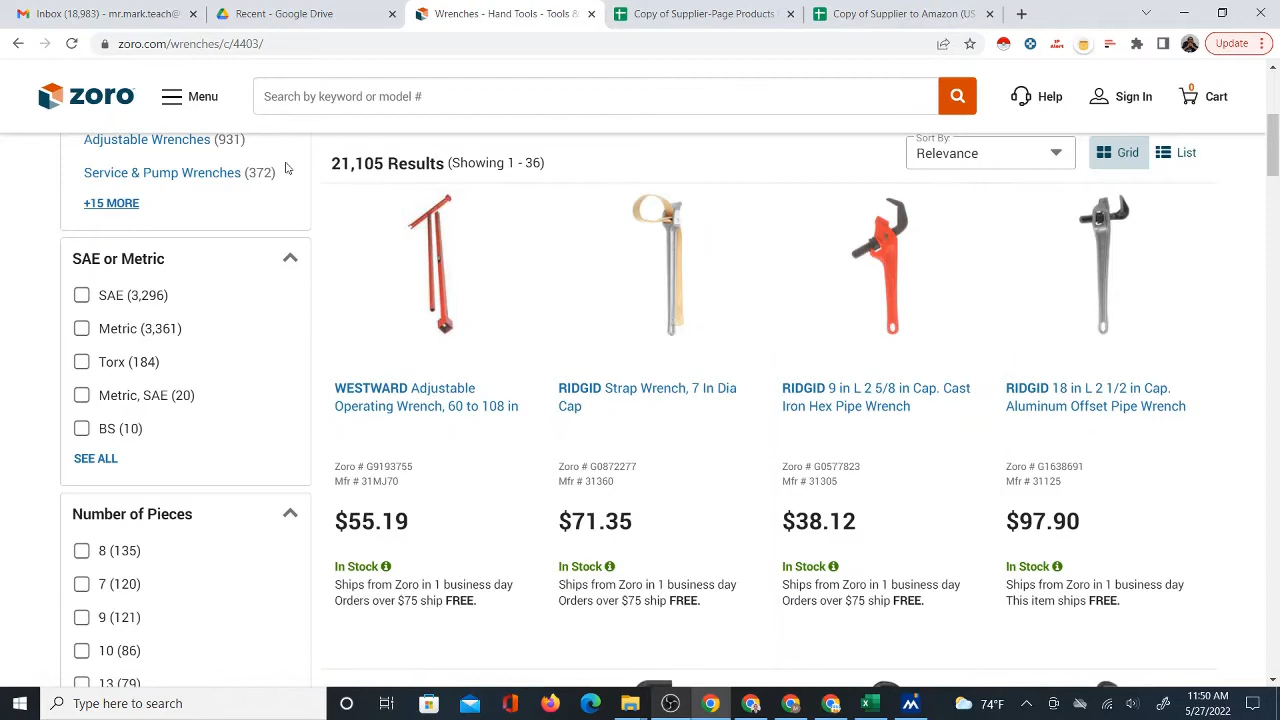 Inbox (18,983) - wmikesmith@
Recent - Google Drive
Wrenches - Hand Tools - Tools &
Copy of Supplier-Page Products
Copy of Supplier to Amazon (US
zoro.com/wrenches/c/4403/
Update
zoro
Menu
Search by keyword or model #
Help
Sign In
0
Cart
Adjustable Wrenches (931)
Service & Pump Wrenches (372)
+15 MORE
21,105 Results (Showing 1 - 36)
Sort By:
Relevance
Grid
List
SAE or Metric
SAE (3,296)
Metric (3,361)
Torx (184)
Metric, SAE (20)
BS (10)
SEE ALL
Number of Pieces
8 (135)
7 (120)
9 (121)
10 (86)
13 (79)
WESTWARD Adjustable
Operating Wrench, 60 to 108 in
Zoro # G9193755
Mfr # 31MJ70
$55.19
In Stock
Ships from Zoro in 1 business day
Orders over $75 ship FREE.
RIDGID Strap Wrench, 7 In Dia
Cap
Zoro # G0872277
Mfr # 31360
$71.35
In Stock
Ships from Zoro in 1 business day
Orders over $75 ship FREE.
RIDGID 9 in L 2 5/8 in Cap. Cast
Iron Hex Pipe Wrench
Zoro # G0577823
Mfr # 31305
$38.12
In Stock
Ships from Zoro in 1 business day
Orders over $75 ship FREE.
RIDGID 18 in L 2 1/2 in Cap.
Aluminum Offset Pipe Wrench
Zoro # G1638691
Mfr # 31125
$97.90
In Stock
Ships from Zoro in 1 business day
This item ships FREE.
Type here to search
74°F
11:50 AM
5/27/2022